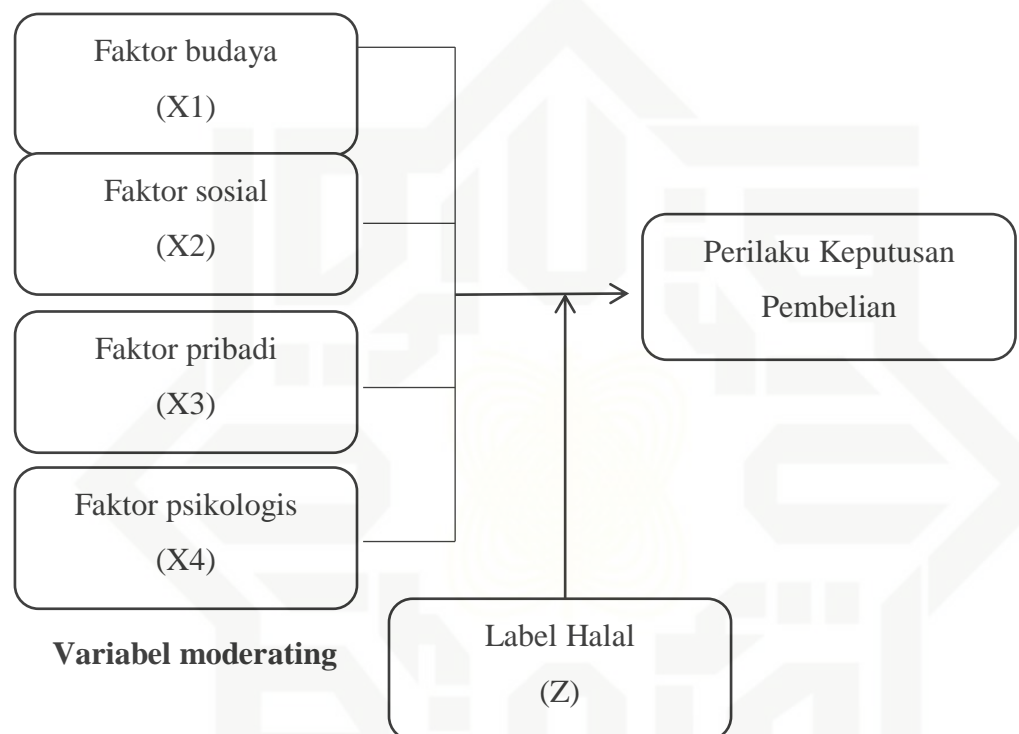 Faktor budaya
(X1)
Faktor sosial
(X2)
Faktor pribadi
(X3)
Faktor psikologis
(X4)
Perilaku Keputusan
Pembelian
Variabel moderating
Label Halal
(Z)